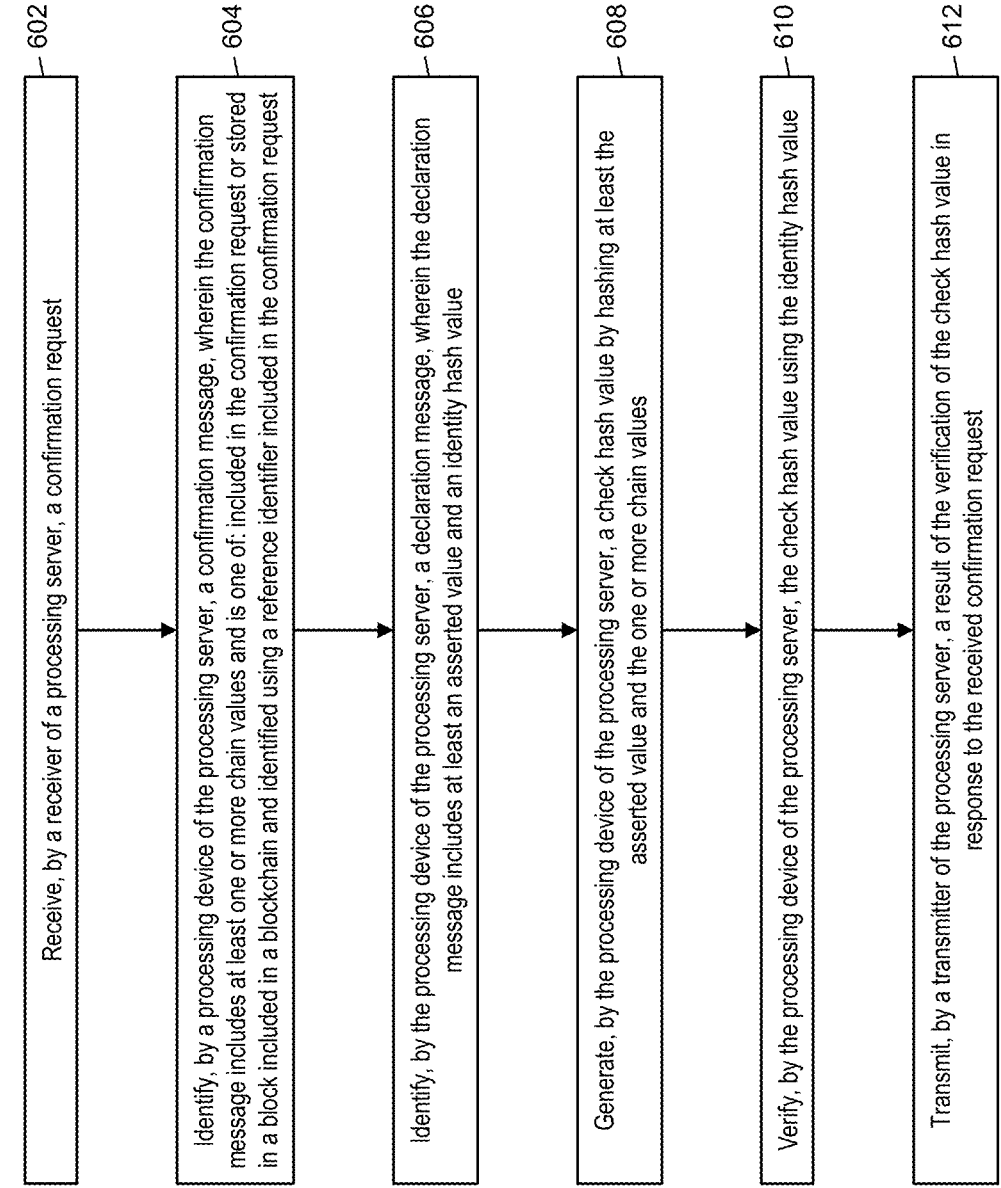 602
Receive, by a receiver of a processing server, a confirmation request
604
Identify, by a processing device of the processing server, a confirmation message, wherein the confirmation
message includes at least one or more chain values and is one of: included in the confirmation request or stored
in a block included in a blockchain and identified using a reference identifier included in the confirmation request
606
Identify, by the processing device of the processing server, a declaration message, wherein the declaration
message includes at least an asserted value and an identity hash value
608
Generate, by the processing device of the processing server, a check hash value by hashing at least the
asserted value and the one or more chain values
610
Verify, by the processing device of the processing server, the check hash value using the identity hash value
612
Transmit, by a transmitter of the processing server, a result of the verification of the check hash value in
response to the received confirmation request